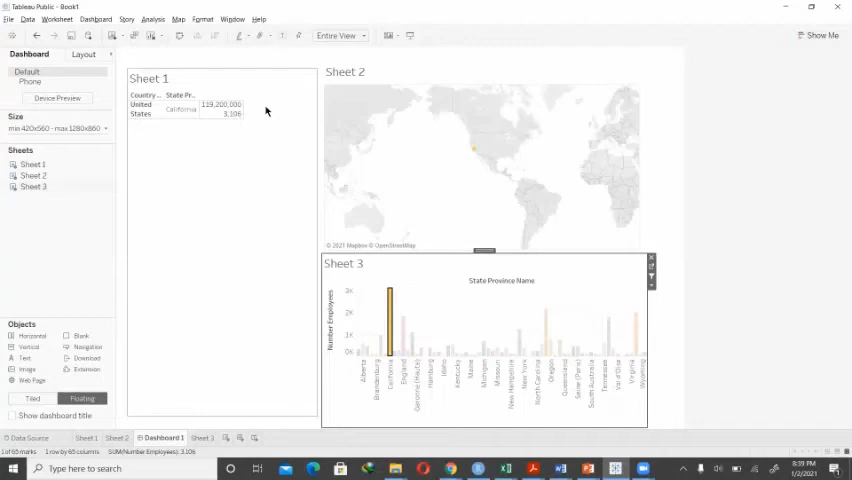 Tableau Public - Book1
File Data Worksheet Dashboard Story Analysis Map Format Window Help
Entire View
Show Me
Dashboard Layout
Default
Phone
Device Preview
Size
min 420x560 - max 1280x860
Sheets
Sheet 1
Sheet 2
Sheet 3
Objects
Horizontal Blank
Vertical Navigation
Text Download
Image Extension
Web Page
Tiled Floating
Show dashboard title
Sheet 1
Country... State Pr..
United States California 119,200,000
3,106
Sheet 2
© 2021 Mapbox © OpenStreetMap
Sheet 3
State Province Name
Number Employees
3K
2K
1K
0K
Alberta
Brandenburg
California
England
Garonne (Haute)
Hamburg
Idaho
Kentucky
Maine
Michigan
Missouri
New Hampshire
New York
North Carolina
Oregon
Queensland
Seine (Paris)
South Australia
Tennessee
Val d'Oise
Virginia
Wyoming
Data Source Sheet 1 Sheet 2 Dashboard 1 Sheet 3
1 of 65 marks 1 row by 65 columns SUM(Number Employees): 3,106
Type here to search
8:39 PM
1/2/2021